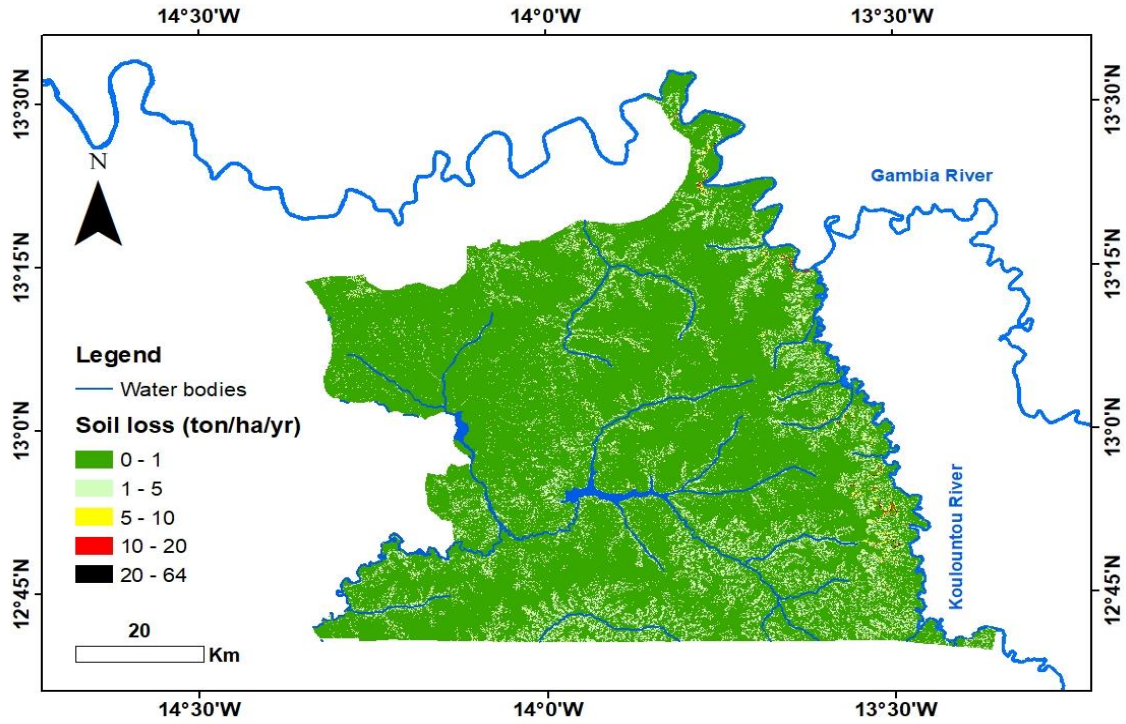 14°30'W 14°0'W 13°30'W
13°30'N
13°30'N
N
Gambia River
13°15'N
13°15'N
Legend
Water bodies
Soil loss (ton/ha/yr)
0 - 1
1 - 5
5 - 10
10 - 20
20 - 64
13°0'N
13°0'N
Koulountou River
12°45'N
12°45'N
20
Km
14°30'W 14°0'W 13°30'W